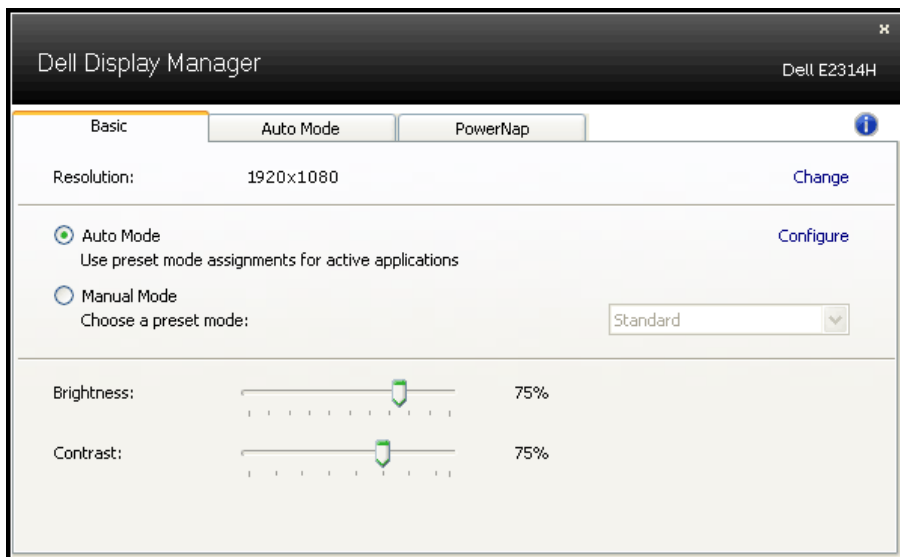 Dell Display Manager
Dell E2314H
Basic
Auto Mode
PowerNap
Resolution: 1920x1080 Change
Auto Mode Configure
Use preset mode assignments for active applications
Manual Mode
Choose a preset mode: Standard
Brightness: 75%
Contrast: 75%